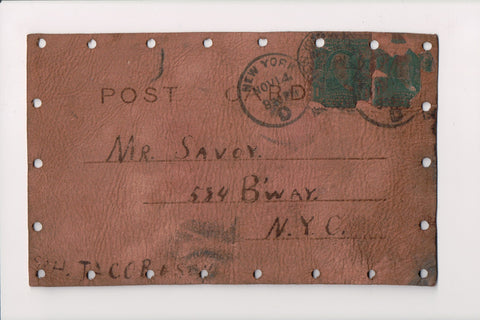 POST CARD
NEW YORK
NOV 14
D
MR. SAVOY.
534 B'WAY.
N.Y.C.